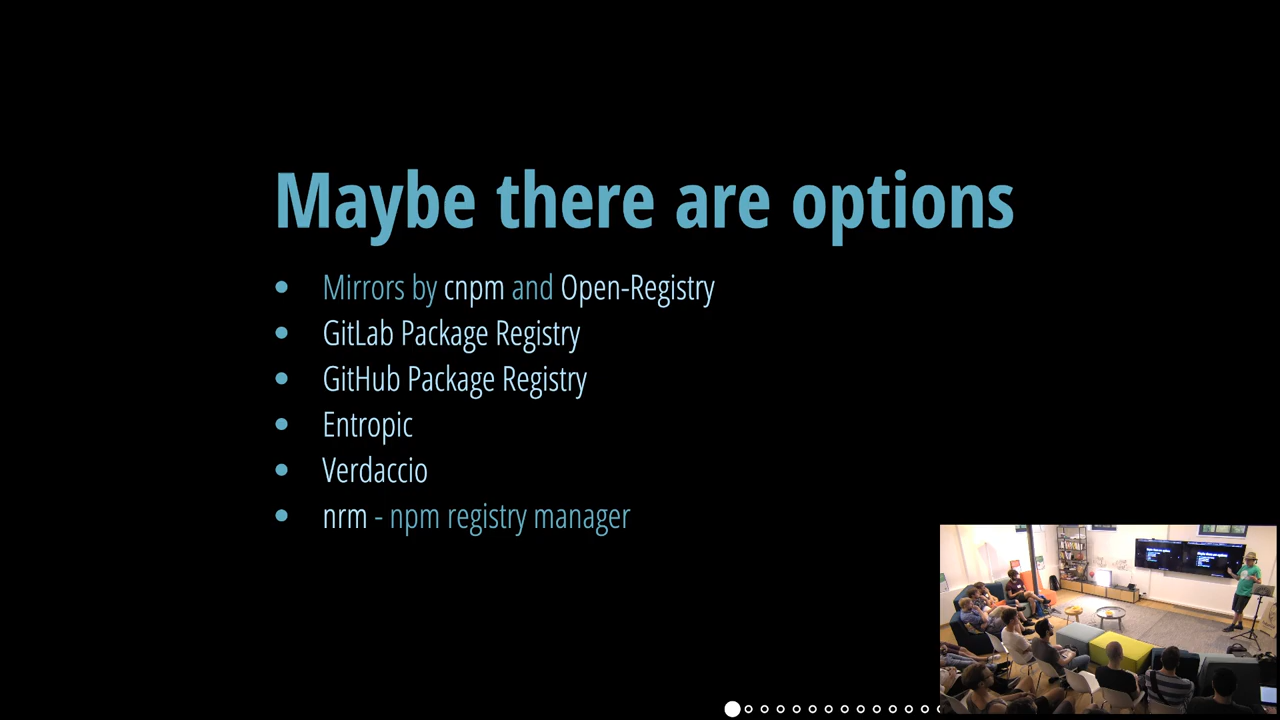 Maybe there are options
Mirrors by cnpm and Open-Registry
GitLab Package Registry
GitHub Package Registry
Entropic
Verdaccio
nrm - npm registry manager